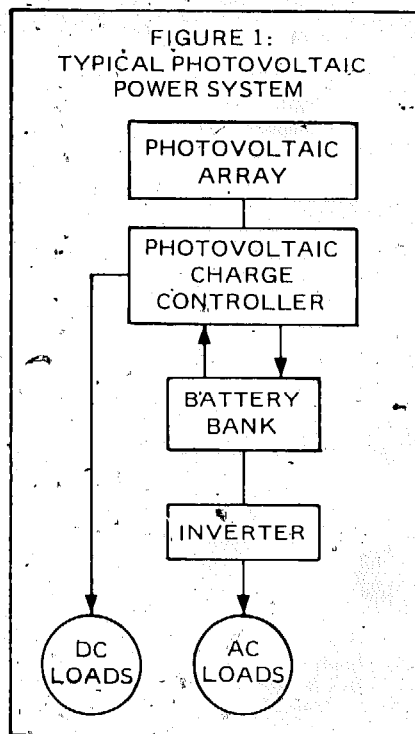 FIGURE 1:
TYPICAL PHOTOVOLTAIC
POWER SYSTEM
PHOTOVOLTAIC
ARRAY
PHOTOVOLTAIC
CHARGE
CONTROLLER
BATTERY
BANK
INVERTER
DC
LOADS
AC
LOADS